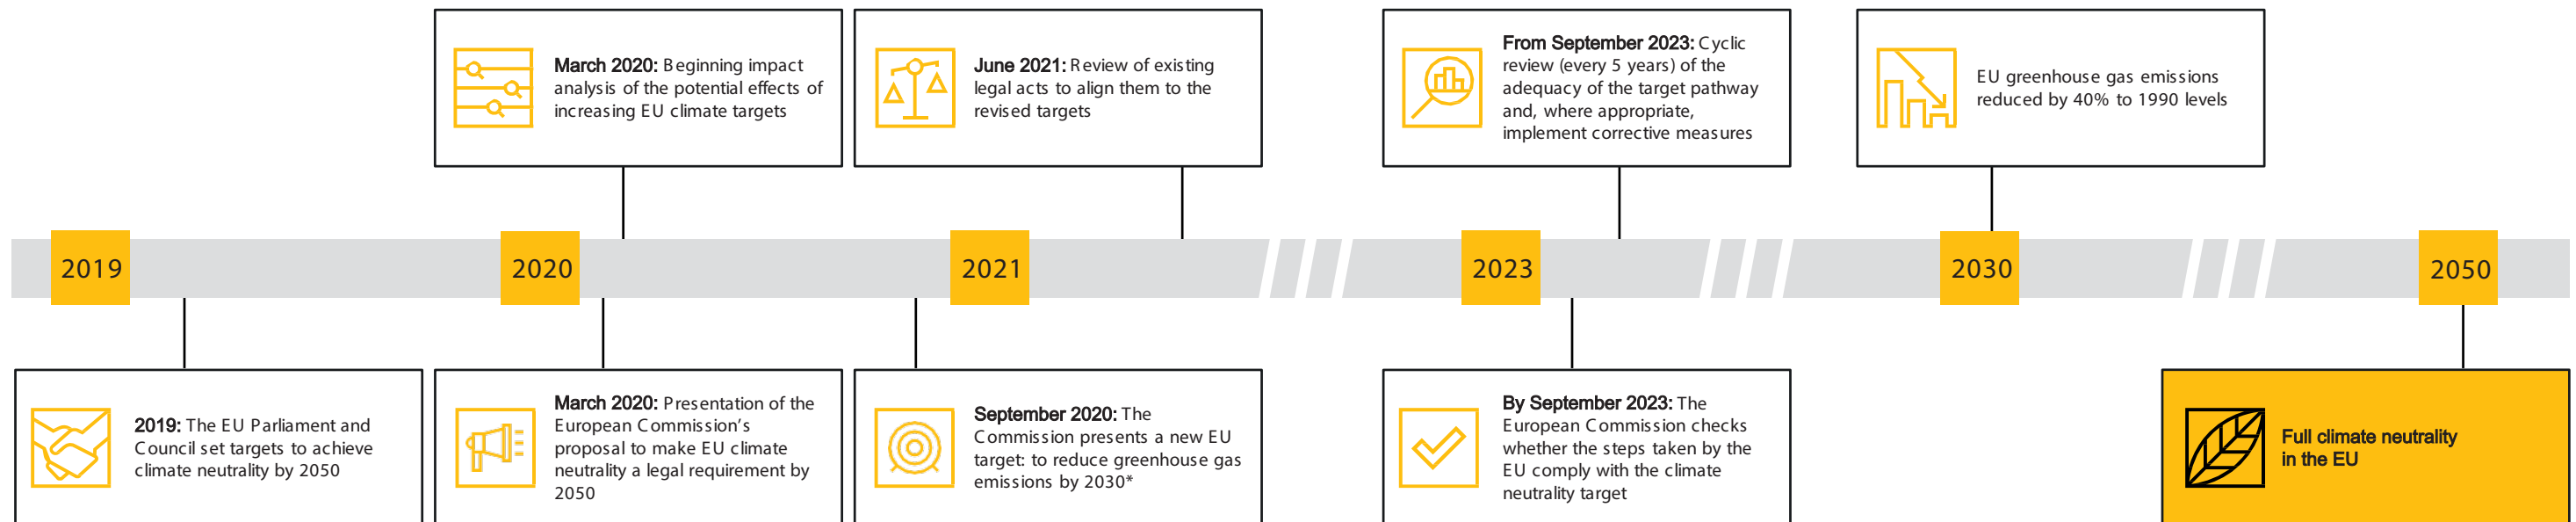 March 2020: Beginning impact
analysis of the potential effects of
increasing EU climate targets
June 2021: Review of existing
legal acts to align them to the
revised targets
From September 2023: Cyclic
review (every 5 years) of the
adequacy of the target pathway
and, where appropriate,
implement corrective measures
EU greenhouse gas emissions
reduced by 40% to 1990 levels
2019
2020
2021
2023
2030
2050
2019: The EU Parliament and
Council set targets to achieve
climate neutrality by 2050
March 2020: Presentation of the
European Commission’s
proposal to make EU climate
neutrality a legal requirement by
2050
September 2020: The
Commission presents a new EU
target: to reduce greenhouse gas
emissions by 2030*
By September 2023: The
European Commission checks
whether the steps taken by the
EU comply with the climate
neutrality target
Full climate neutrality
in the EU